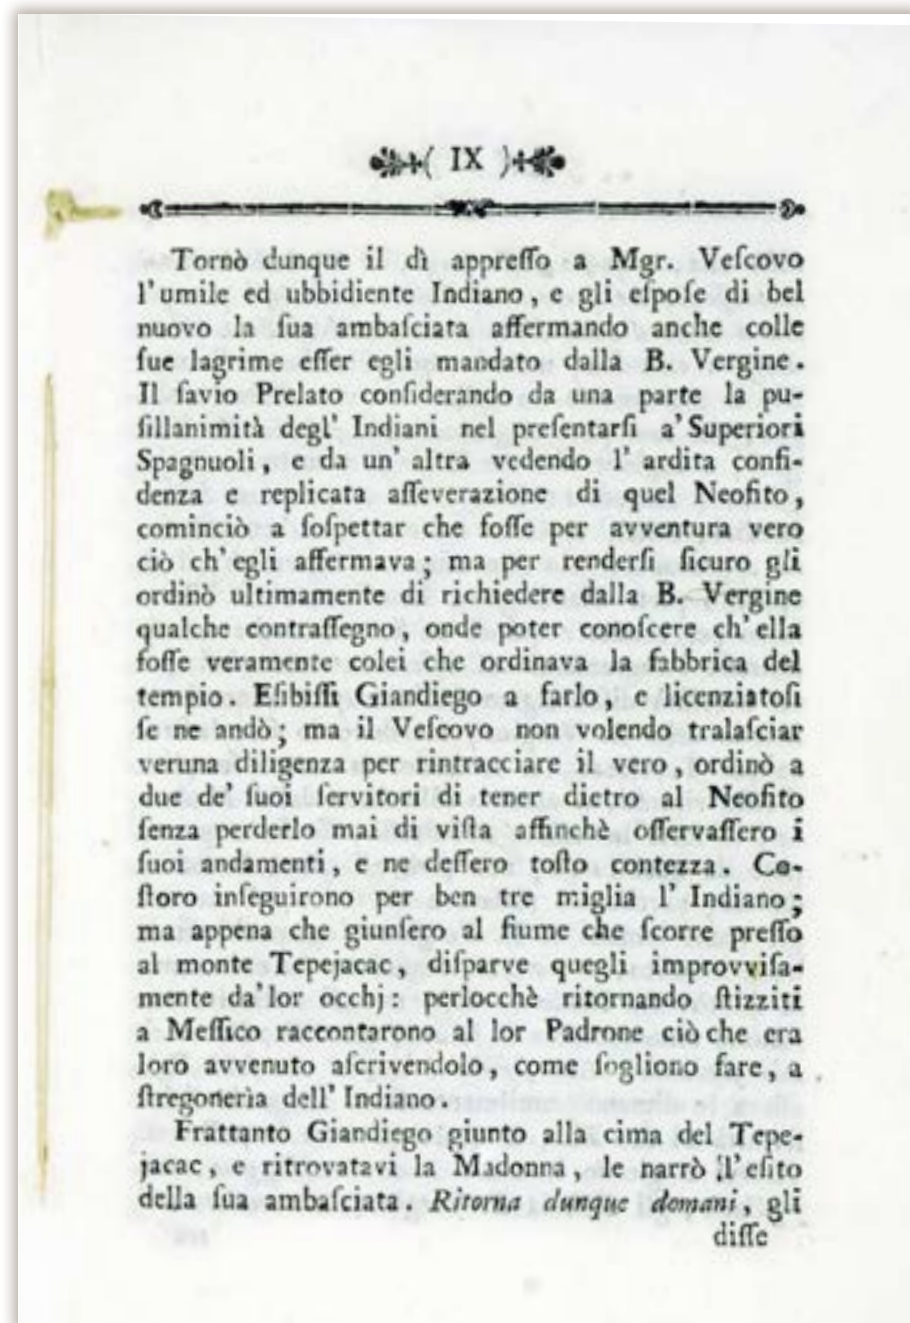 ( IX )
Tornò dunque il dì appreſſo a Mgr. Veſcovo
l'umile ed ubbidiente Indiano, e gli eſpoſe di bel
nuovo la ſua ambaſciata affermando anche colle
ſue lagrime eſſer egli mandato dalla B. Vergine.
Il ſavio Prelato conſiderando da una parte la pu-
ſillanimità degl' Indiani nel preſentarſi a' Superiori
Spagnuoli, e da un' altra vedendo l' ardita confi-
denza e replicata aſſeverazione di quel Neofito,
cominciò a ſoſpettar che foſſe per avventura vero
ciò ch'egli affermava; ma per renderſi ſicuro gli
ordinò ultimamente di richiedere dalla B. Vergine
qualche contraſſegno, onde poter conoſcere ch'ella
foſſe veramente colei che ordinava la fabbrica del
tempio. Eſibiſſi Giandiego a farlo, e licenziatoſi
ſe ne andò; ma il Veſcovo non volendo tralaſciar
veruna diligenza per rintracciare il vero, ordinò a
due de' ſuoi ſervitori di tener dietro al Neofito
ſenza perderlo mai di viſta affinchè oſſervaſſero i
ſuoi andamenti, e ne deſſero toſto contezza. Co-
ſtoro inſeguirono per ben tre miglia l' Indiano;
ma appena che giunſero al fiume che ſcorre preſſo
al monte Tepejacac, diſparve quegli improvviſa-
mente da'lor occhj: perlocchè ritornando ſtizziti
a Meſſico raccontarono al lor Padrone ciò che era
loro avvenuto aſcrivendolo, come ſogliono fare, a
ſtregonerìa dell' Indiano.
Frattanto Giandiego giunto alla cima del Tepe-
jacac, e ritrovatavi la Madonna, le narrò l'eſito
della ſua ambaſciata. Ritorna dunque domani, gli
diſſe